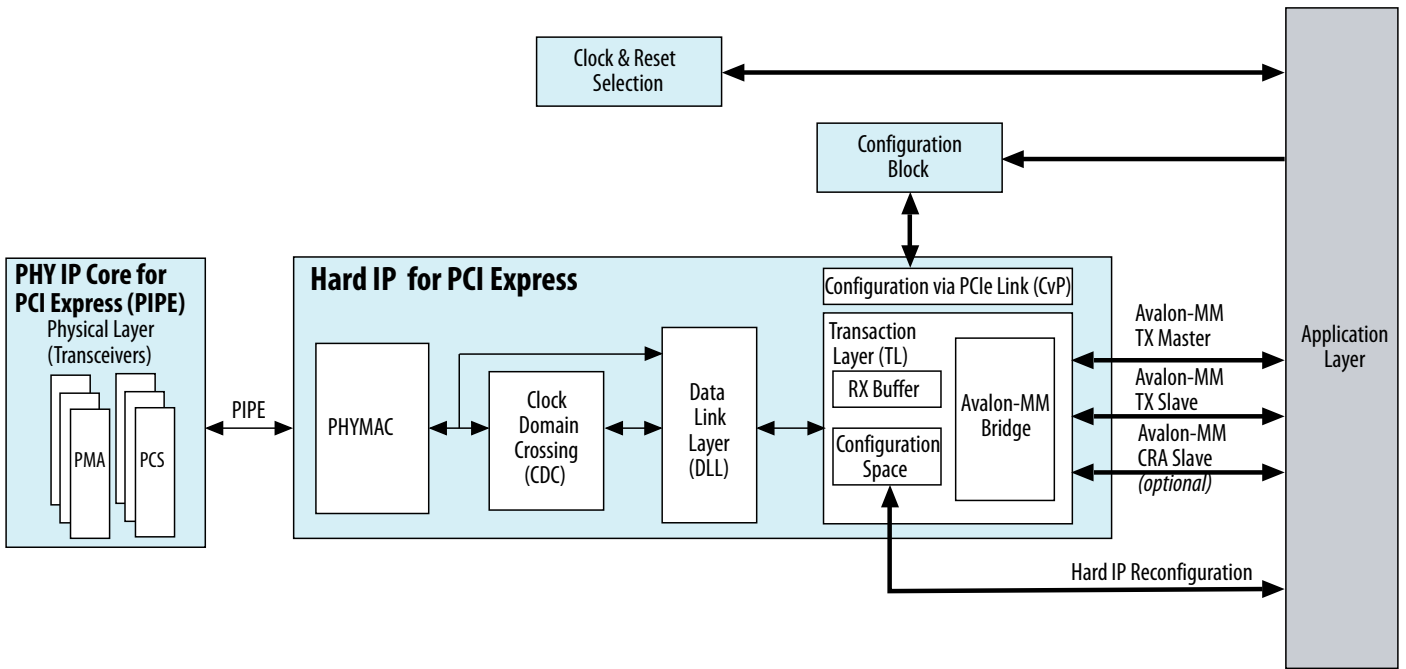 Clock & Reset
Selection
Configuration
Block
PHY IP Core for
PCI Express (PIPE)
Physical Layer
(Transceivers)
PMA
PCS
PIPE
Hard IP for PCI Express
PHYMAC
Clock
Domain
Crossing
(CDC)
Data
Link
Layer
(DLL)
Configuration via PCIe Link (CvP)
Transaction
Layer (TL)
RX Buffer
Configuration
Space
Avalon-MM
Bridge
Avalon-MM
TX Master
Avalon-MM
TX Slave
Avalon-MM
CRA Slave
(optional)
Hard IP Reconfiguration
Application
Layer